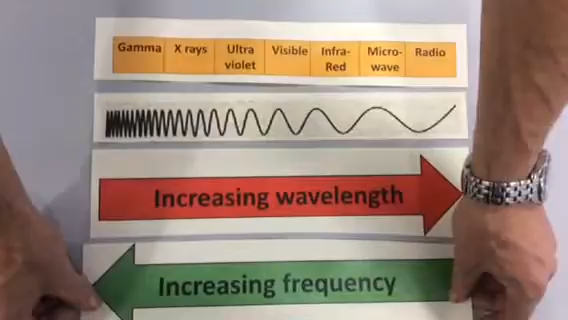 Gamma X rays Ultra violet Visible Infra-Red Micro-wave Radio
Increasing wavelength
Increasing frequency